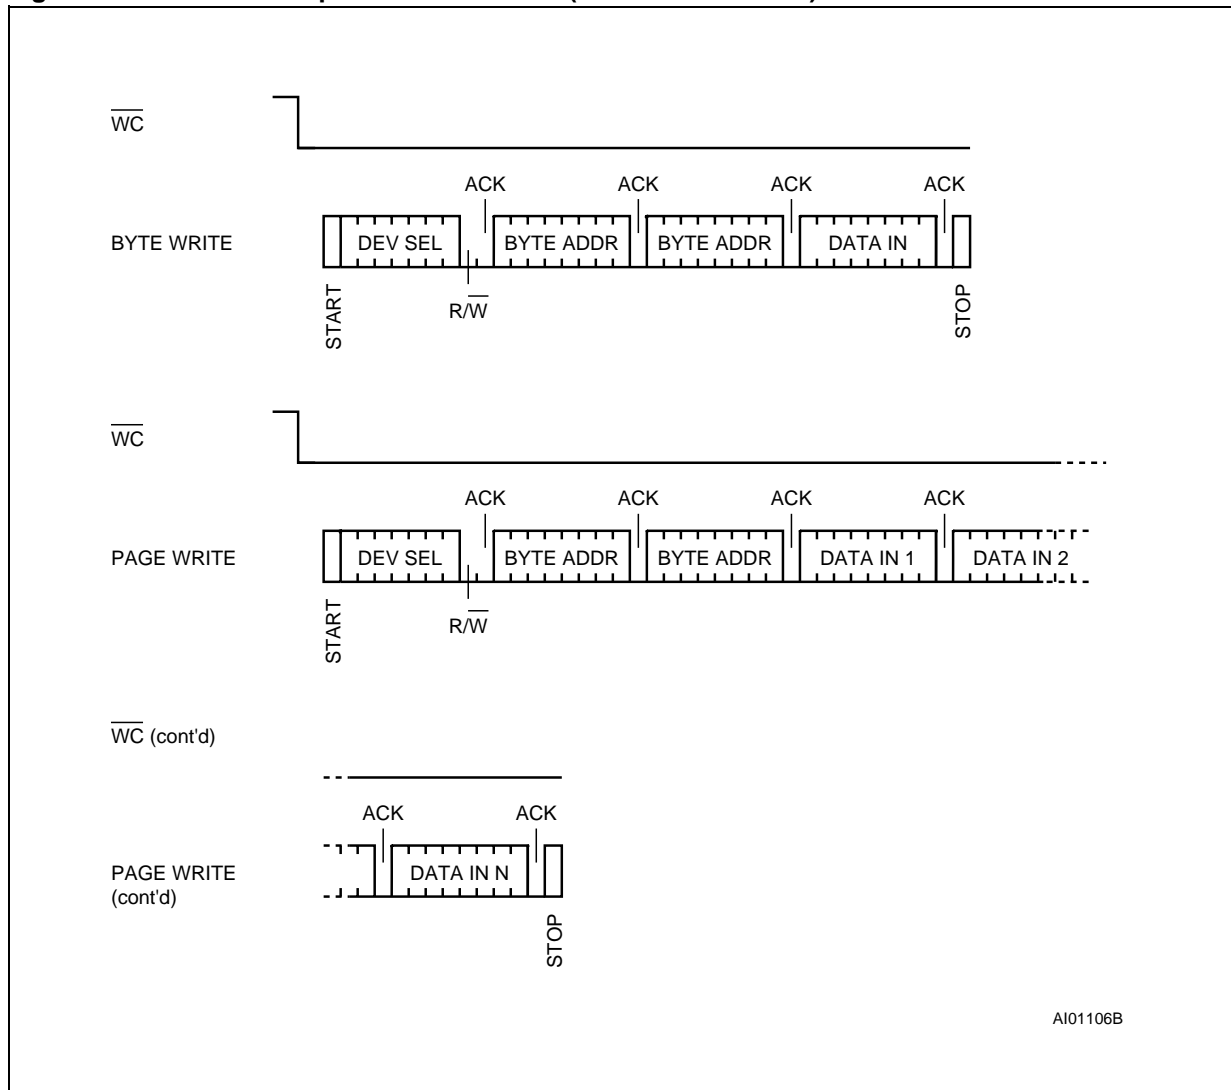 WC
ACK ACK ACK ACK
BYTE WRITE DEV SEL BYTE ADDR BYTE ADDR DATA IN
R/W
START
STOP
WC
ACK ACK ACK ACK
PAGE WRITE DEV SEL BYTE ADDR BYTE ADDR DATA IN 1 DATA IN 2
R/W
START
WC (cont'd)
ACK ACK
PAGE WRITE DATA IN N
(cont'd)
STOP
AI01106B